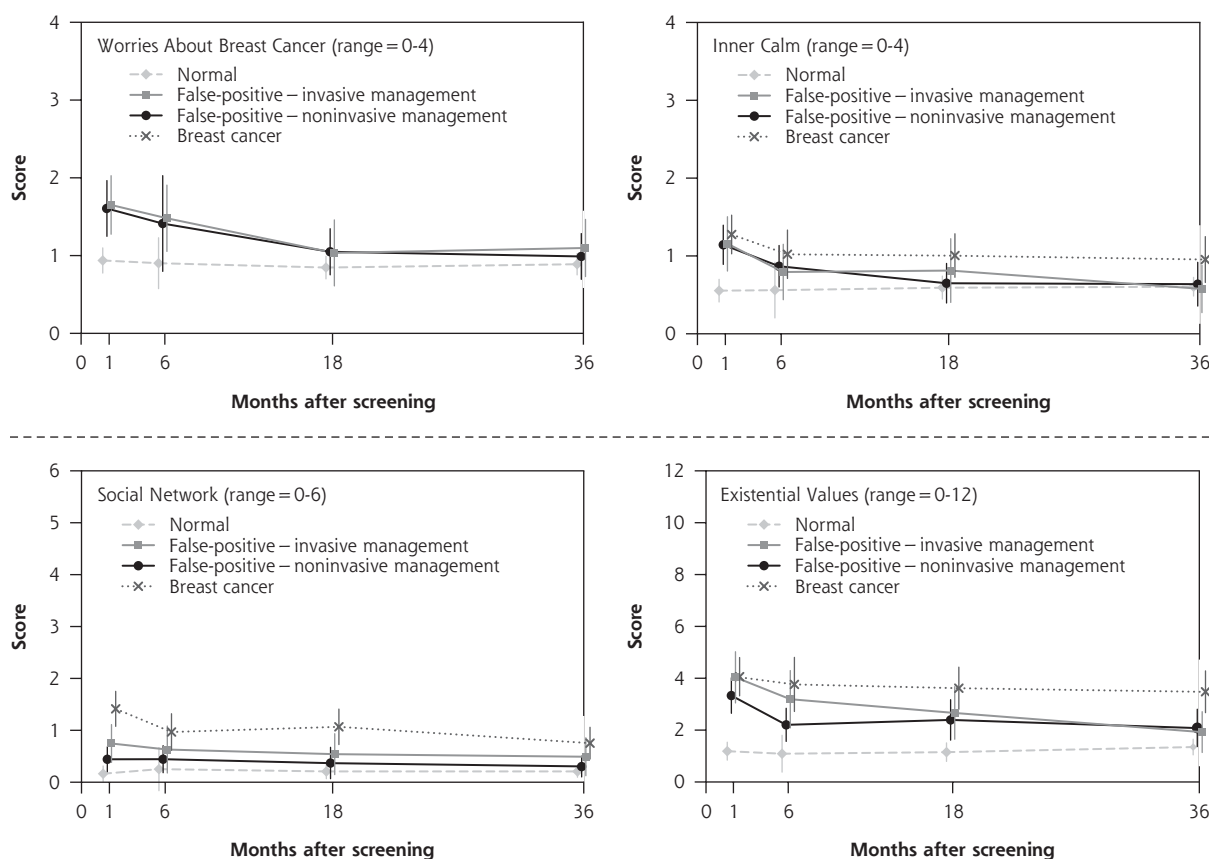 4
3
2
1
0
Score
Worries About Breast Cancer (range=0-4)
Normal
False-positive – invasive management
False-positive – noninvasive management
Breast cancer
0 1 6 18 36
Months after screening
4
3
2
1
0
Score
Inner Calm (range=0-4)
Normal
False-positive – invasive management
False-positive – noninvasive management
Breast cancer
0 1 6 18 36
Months after screening
6
5
4
3
2
1
0
Score
Social Network (range=0-6)
Normal
False-positive – invasive management
False-positive – noninvasive management
Breast cancer
0 1 6 18 36
Months after screening
12
10
8
6
4
2
0
Score
Existential Values (range=0-12)
Normal
False-positive – invasive management
False-positive – noninvasive management
Breast cancer
0 1 6 18 36
Months after screening